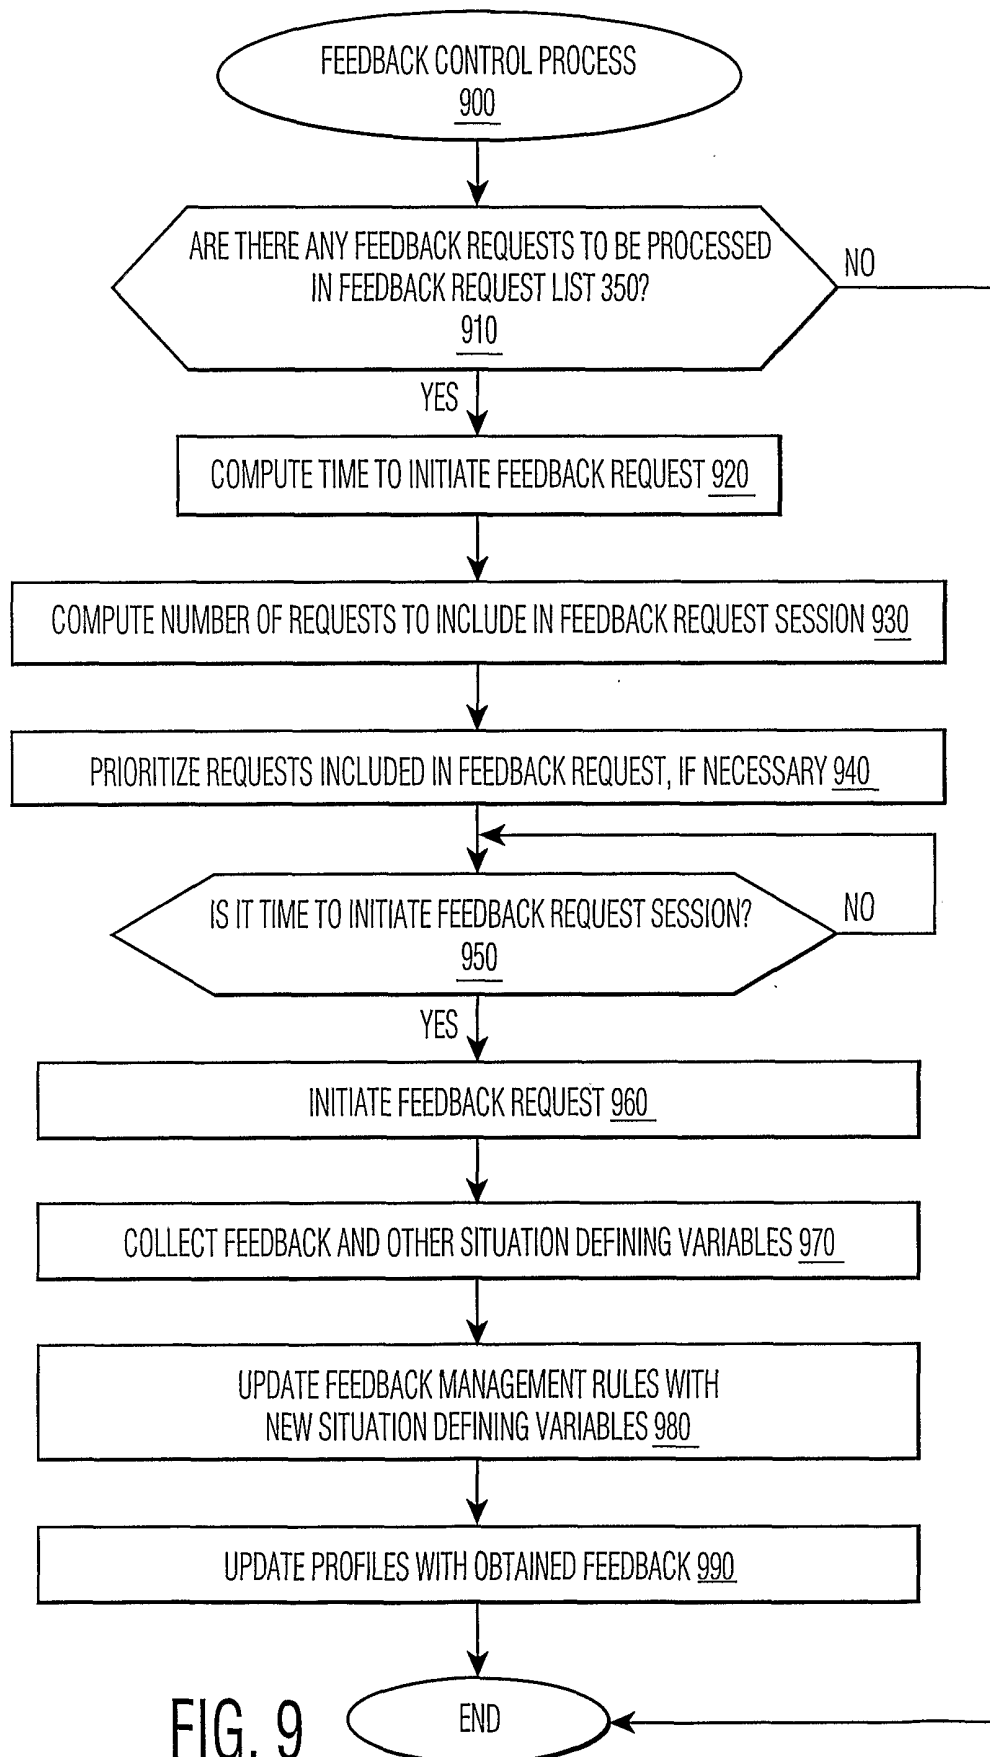 FEEDBACK CONTROL PROCESS
900
ARE THERE ANY FEEDBACK REQUESTS TO BE PROCESSED
IN FEEDBACK REQUEST LIST 350?
910
NO
YES
COMPUTE TIME TO INITIATE FEEDBACK REQUEST 920
COMPUTE NUMBER OF REQUESTS TO INCLUDE IN FEEDBACK REQUEST SESSION 930
PRIORITIZE REQUESTS INCLUDED IN FEEDBACK REQUEST, IF NECESSARY 940
IS IT TIME TO INITIATE FEEDBACK REQUEST SESSION?
950
NO
YES
INITIATE FEEDBACK REQUEST 960
COLLECT FEEDBACK AND OTHER SITUATION DEFINING VARIABLES 970
UPDATE FEEDBACK MANAGEMENT RULES WITH
NEW SITUATION DEFINING VARIABLES 980
UPDATE PROFILES WITH OBTAINED FEEDBACK 990
END
FIG. 9